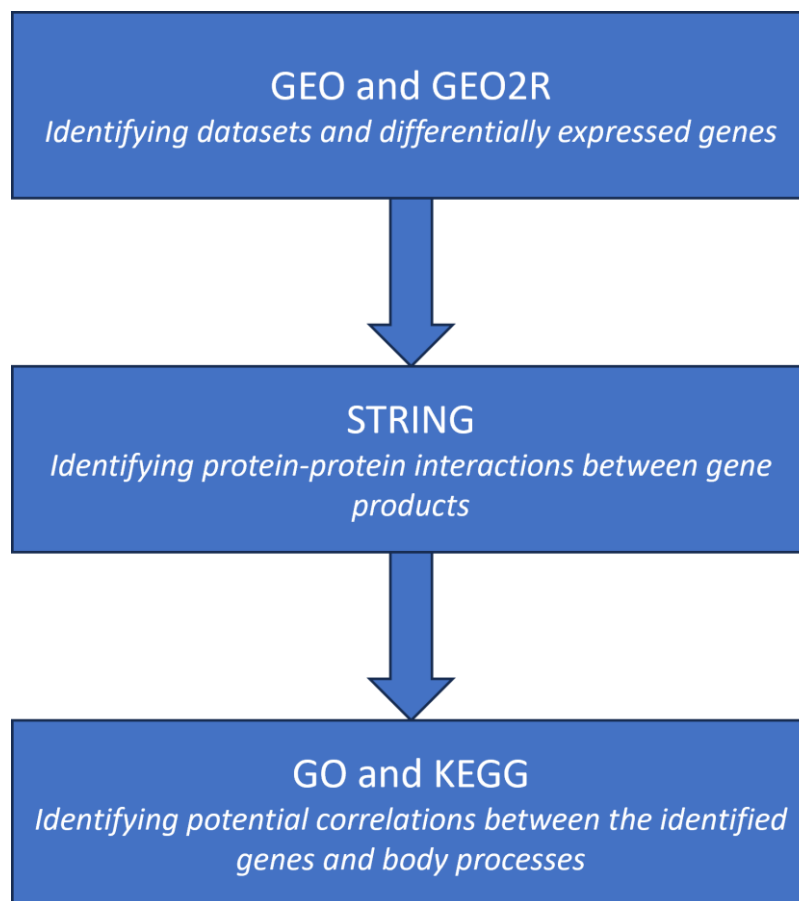 GEO and GEO2R
Identifying datasets and differentially expressed genes
STRING
Identifying protein-protein interactions between gene
products
GO and KEGG
Identifying potential correlations between the identified
genes and body processes